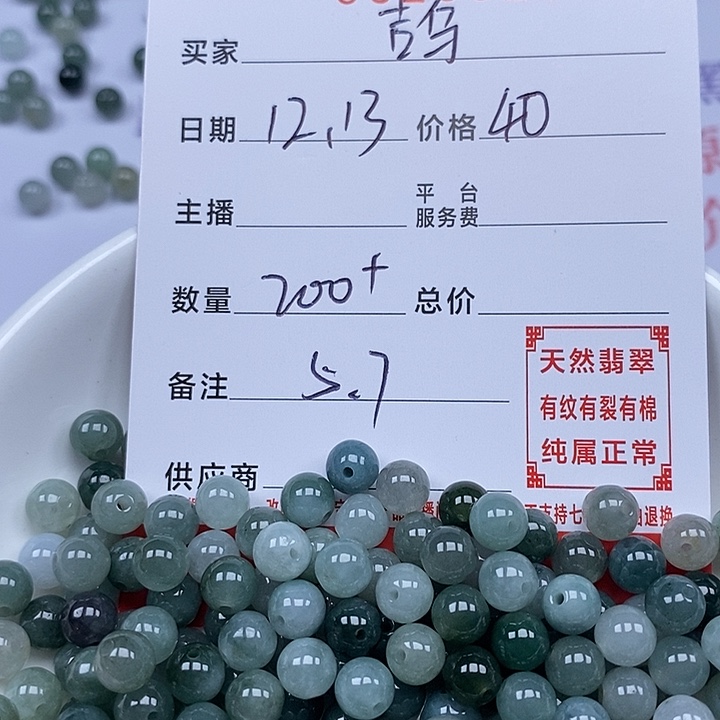 买家 吉乌
日期 12.13 价格 40
主播 平台服务费
数量 200+ 总价
备注 5.7
天然翡翠
有纹有裂有棉
纯属正常
供应商